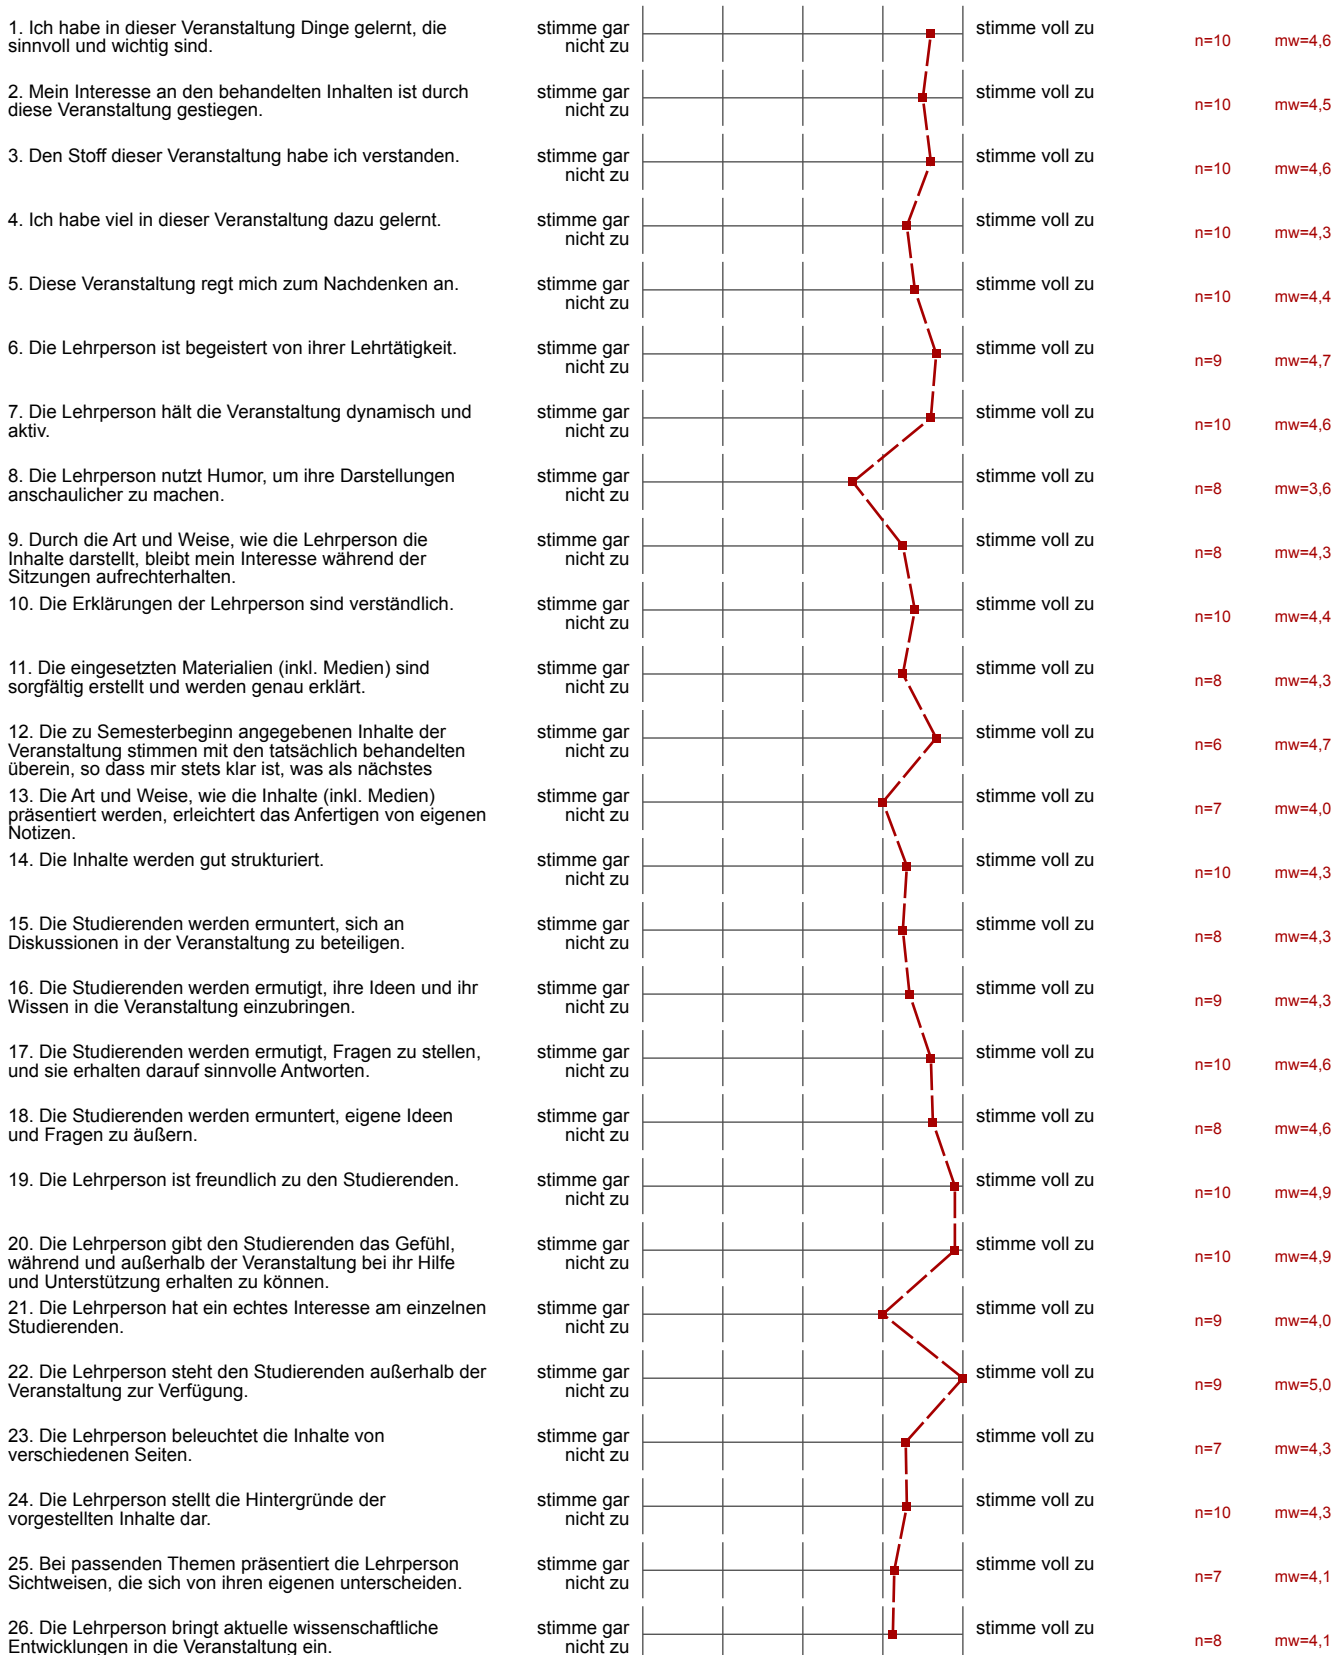 1. Ich habe in dieser Veranstaltung Dinge gelernt, die
sinnvoll und wichtig sind.
stimme gar
nicht zu
stimme voll zu
n=10
mw=4,6
2. Mein Interesse an den behandelten Inhalten ist durch
diese Veranstaltung gestiegen.
stimme gar
nicht zu
stimme voll zu
n=10
mw=4,5
3. Den Stoff dieser Veranstaltung habe ich verstanden.
stimme gar
nicht zu
stimme voll zu
n=10
mw=4,6
4. Ich habe viel in dieser Veranstaltung dazu gelernt.
stimme gar
nicht zu
stimme voll zu
n=10
mw=4,3
5. Diese Veranstaltung regt mich zum Nachdenken an.
stimme gar
nicht zu
stimme voll zu
n=10
mw=4,4
6. Die Lehrperson ist begeistert von ihrer Lehrtätigkeit.
stimme gar
nicht zu
stimme voll zu
n=9
mw=4,7
7. Die Lehrperson hält die Veranstaltung dynamisch und
aktiv.
stimme gar
nicht zu
stimme voll zu
n=10
mw=4,6
8. Die Lehrperson nutzt Humor, um ihre Darstellungen
anschaulicher zu machen.
stimme gar
nicht zu
stimme voll zu
n=8
mw=3,6
9. Durch die Art und Weise, wie die Lehrperson die
Inhalte darstellt, bleibt mein Interesse während der
Sitzungen aufrechterhalten.
stimme gar
nicht zu
stimme voll zu
n=8
mw=4,3
10. Die Erklärungen der Lehrperson sind verständlich.
stimme gar
nicht zu
stimme voll zu
n=10
mw=4,4
11. Die eingesetzten Materialien (inkl. Medien) sind
sorgfältig erstellt und werden genau erklärt.
stimme gar
nicht zu
stimme voll zu
n=8
mw=4,3
12. Die zu Semesterbeginn angegebenen Inhalte der
Veranstaltung stimmen mit den tatsächlich behandelten
überein, so dass mir stets klar ist, was als nächstes
stimme gar
nicht zu
stimme voll zu
n=6
mw=4,7
13. Die Art und Weise, wie die Inhalte (inkl. Medien)
präsentiert werden, erleichtert das Anfertigen von eigenen
Notizen.
stimme gar
nicht zu
stimme voll zu
n=7
mw=4,0
14. Die Inhalte werden gut strukturiert.
stimme gar
nicht zu
stimme voll zu
n=10
mw=4,3
15. Die Studierenden werden ermuntert, sich an
Diskussionen in der Veranstaltung zu beteiligen.
stimme gar
nicht zu
stimme voll zu
n=8
mw=4,3
16. Die Studierenden werden ermutigt, ihre Ideen und ihr
Wissen in die Veranstaltung einzubringen.
stimme gar
nicht zu
stimme voll zu
n=9
mw=4,3
17. Die Studierenden werden ermutigt, Fragen zu stellen,
und sie erhalten darauf sinnvolle Antworten.
stimme gar
nicht zu
stimme voll zu
n=10
mw=4,6
18. Die Studierenden werden ermuntert, eigene Ideen
und Fragen zu äußern.
stimme gar
nicht zu
stimme voll zu
n=8
mw=4,6
19. Die Lehrperson ist freundlich zu den Studierenden.
stimme gar
nicht zu
stimme voll zu
n=10
mw=4,9
20. Die Lehrperson gibt den Studierenden das Gefühl,
während und außerhalb der Veranstaltung bei ihr Hilfe
und Unterstützung erhalten zu können.
stimme gar
nicht zu
stimme voll zu
n=10
mw=4,9
21. Die Lehrperson hat ein echtes Interesse am einzelnen
Studierenden.
stimme gar
nicht zu
stimme voll zu
n=9
mw=4,0
22. Die Lehrperson steht den Studierenden außerhalb der
Veranstaltung zur Verfügung.
stimme gar
nicht zu
stimme voll zu
n=9
mw=5,0
23. Die Lehrperson beleuchtet die Inhalte von
verschiedenen Seiten.
stimme gar
nicht zu
stimme voll zu
n=7
mw=4,3
24. Die Lehrperson stellt die Hintergründe der
vorgestellten Inhalte dar.
stimme gar
nicht zu
stimme voll zu
n=10
mw=4,3
25. Bei passenden Themen präsentiert die Lehrperson
Sichtweisen, die sich von ihren eigenen unterscheiden.
stimme gar
nicht zu
stimme voll zu
n=7
mw=4,1
26. Die Lehrperson bringt aktuelle wissenschaftliche
Entwicklungen in die Veranstaltung ein.
stimme gar
nicht zu
stimme voll zu
n=8
mw=4,1